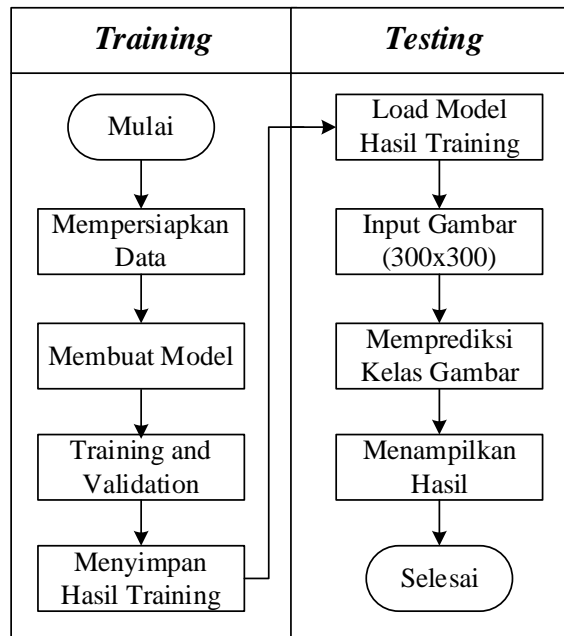 Training
Mulai
Mempersiapkan
Data
Membuat Model
Training and
Validation
Menyimpan
Hasil Training
Testing
Load Model
Hasil Training
Input Gambar
(300x300)
Memprediksi
Kelas Gambar
Menampilkan
Hasil
Selesai